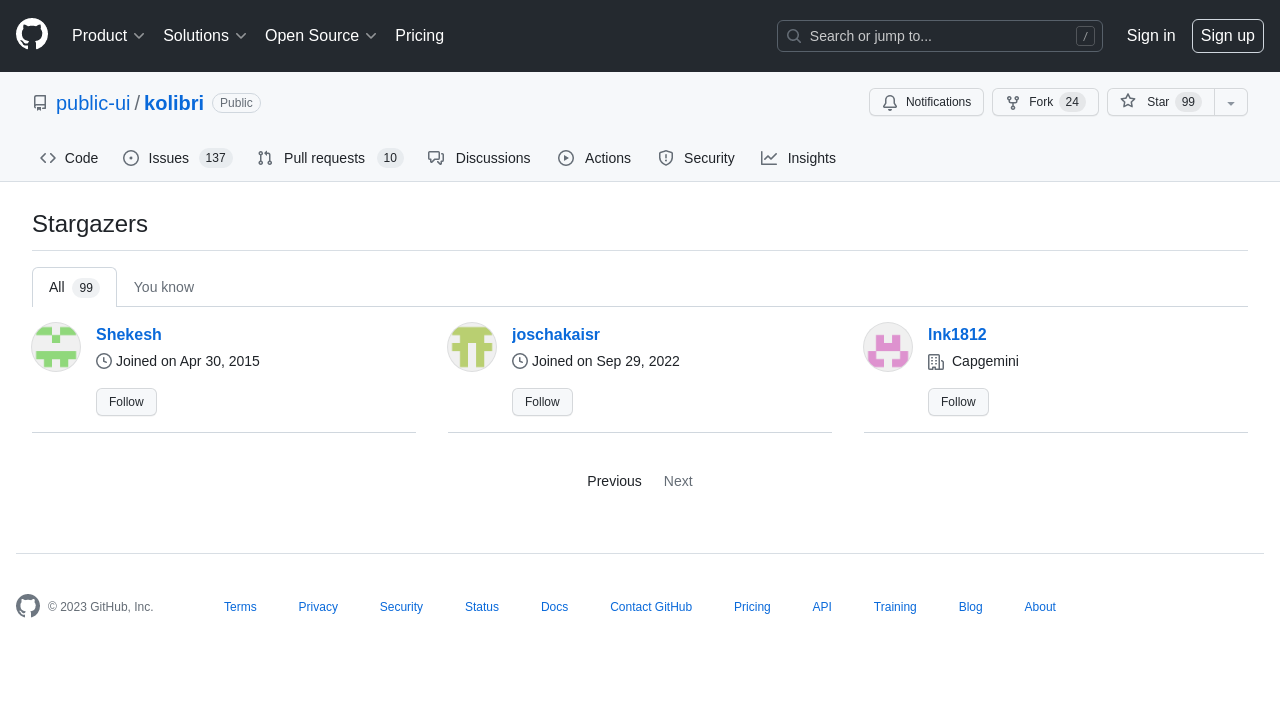 Product Solutions Open Source Pricing Search or jump to... / Sign in Sign up
public-ui / kolibri Public Notifications Fork 24 Star 99
Code Issues 137 Pull requests 10 Discussions Actions Security Insights
Stargazers
All 99 You know
Shekesh
Joined on Apr 30, 2015
Follow
joschakaisr
Joined on Sep 29, 2022
Follow
Ink1812
Capgemini
Follow
Previous Next
© 2023 GitHub, Inc. Terms Privacy Security Status Docs Contact GitHub Pricing API Training Blog About